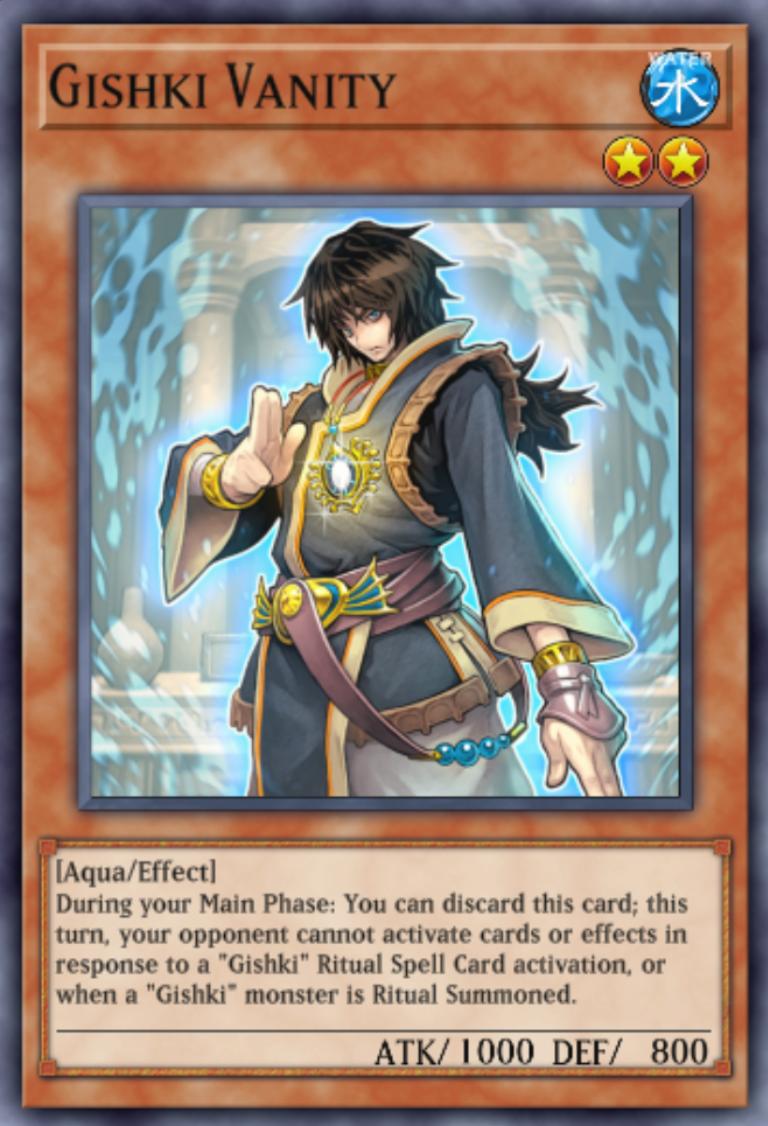 Gishki Vanity
WATER
水
[Aqua/Effect]
During your Main Phase: You can discard this card; this
turn, your opponent cannot activate cards or effects in
response to a "Gishki" Ritual Spell Card activation, or
when a "Gishki" monster is Ritual Summoned.
ATK/ 1000 DEF/ 800